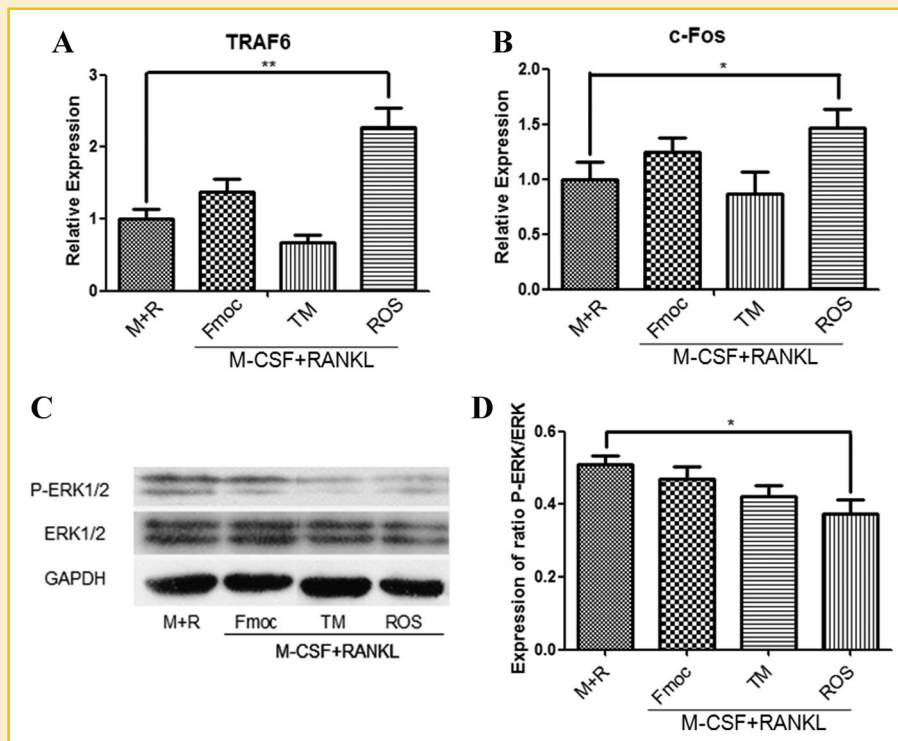 A
TRAF6
**
Relative Expression
3
2
1
0
M+R
Fmoc
TM
ROS
M-CSF+RANKL
B
c-Fos
*
Relative Expression
2.0
1.5
1.0
0.5
0.0
M+R
Fmoc
TM
ROS
M-CSF+RANKL
C
P-ERK1/2
ERK1/2
GAPDH
M+R Fmoc TM ROS
M-CSF+RANKL
D
*
Expression of ratio P-ERK/ERK
0.6
0.4
0.2
0.0
M+R
Fmoc
TM
ROS
M-CSF+RANKL